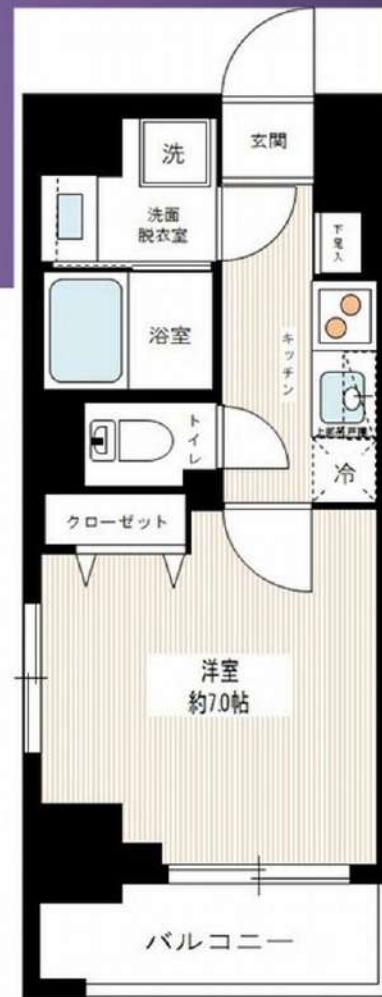 玄関
洗
洗面
脱衣室
下足入
浴室
キッチン
トイレ
上部吊戸棚
冷
クローゼット
洋室
約7.0帖
バルコニー